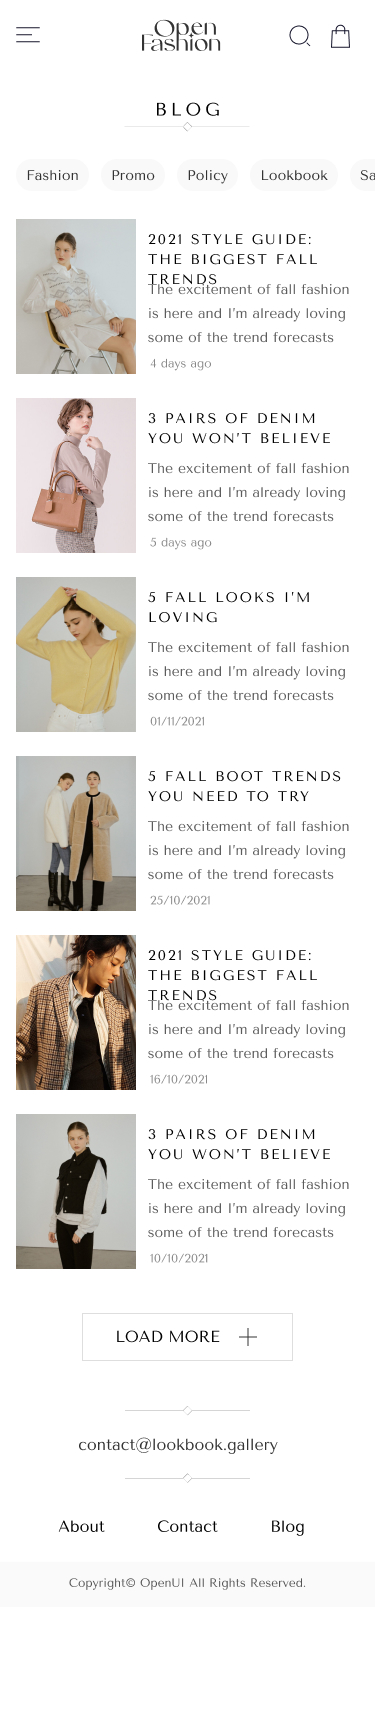 Open
Fashion
BLOG
Fashion Promo Policy Lookbook Sa
2021 STYLE GUIDE:
THE BIGGEST FALL
TRENDS
The excitement of fall fashion
is here and I’m already loving
some of the trend forecasts
4 days ago
3 PAIRS OF DENIM
YOU WON’T BELIEVE
The excitement of fall fashion
is here and I’m already loving
some of the trend forecasts
5 days ago
5 FALL LOOKS I’M
LOVING
The excitement of fall fashion
is here and I’m already loving
some of the trend forecasts
01/11/2021
5 FALL BOOT TRENDS
YOU NEED TO TRY
The excitement of fall fashion
is here and I’m already loving
some of the trend forecasts
25/10/2021
2021 STYLE GUIDE:
THE BIGGEST FALL
TRENDS
The excitement of fall fashion
is here and I’m already loving
some of the trend forecasts
16/10/2021
3 PAIRS OF DENIM
YOU WON’T BELIEVE
The excitement of fall fashion
is here and I’m already loving
some of the trend forecasts
10/10/2021
LOAD MORE
contact@lookbook.gallery
About Contact Blog
Copyright© OpenUI All Rights Reserved.